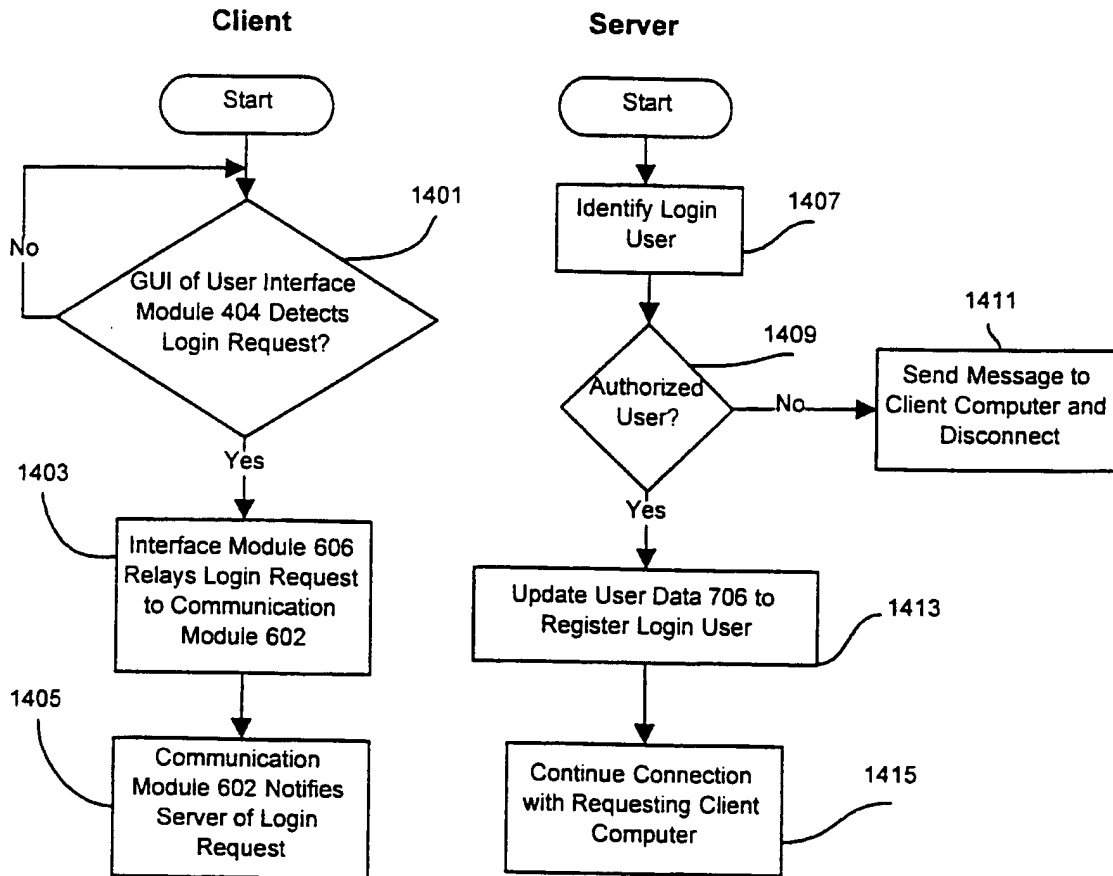 Client
Start
1401
No
GUI of User Interface
Module 404 Detects
Login Request?
Yes
1403
Interface Module 606
Relays Login Request
to Communication
Module 602
1405
Communication
Module 602 Notifies
Server of Login
Request
Server
Start
1407
Identify Login
User
1409
Authorized
User?
No
1411
Send Message to
Client Computer and
Disconnect
Yes
Update User Data 706 to
Register Login User
1413
Continue Connection
with Requesting Client
Computer
1415